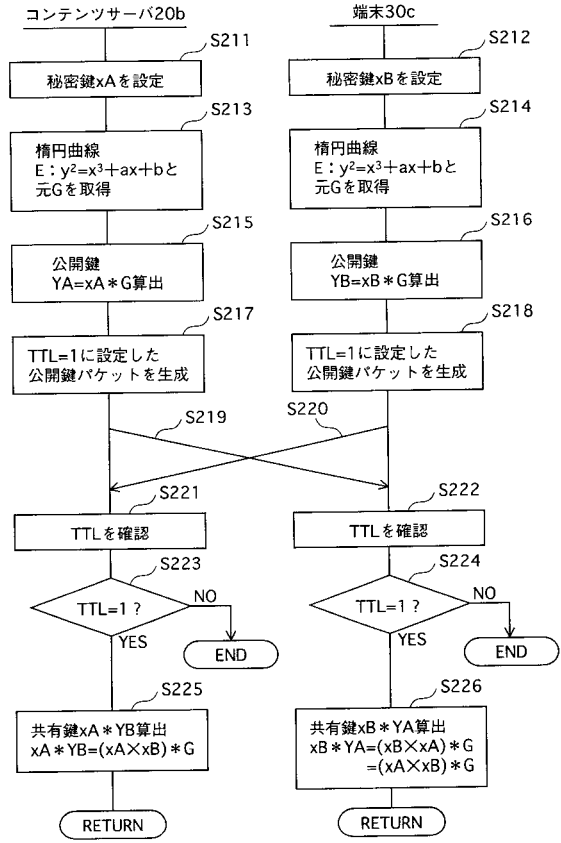 コンテンツサーバ20b
端末30c
S211
秘密鍵xAを設定
S212
秘密鍵xBを設定
S213
楕円曲線
E：y²=x³+ax+bと
元Gを取得
S214
楕円曲線
E：y²=x³+ax+bと
元Gを取得
S215
公開鍵
YA=xA＊G算出
S216
公開鍵
YB=xB＊G算出
S217
TTL=1に設定した
公開鍵パケットを生成
S218
TTL=1に設定した
公開鍵パケットを生成
S219
S220
S221
TTLを確認
S222
TTLを確認
S223
TTL=1？
NO
YES
END
S224
TTL=1？
NO
YES
END
S225
共有鍵xA＊YB算出
xA＊YB=(xA×xB)＊G
S226
共有鍵xB＊YA算出
xB＊YA=(xB×xA)＊G
=(xA×xB)＊G
RETURN
RETURN